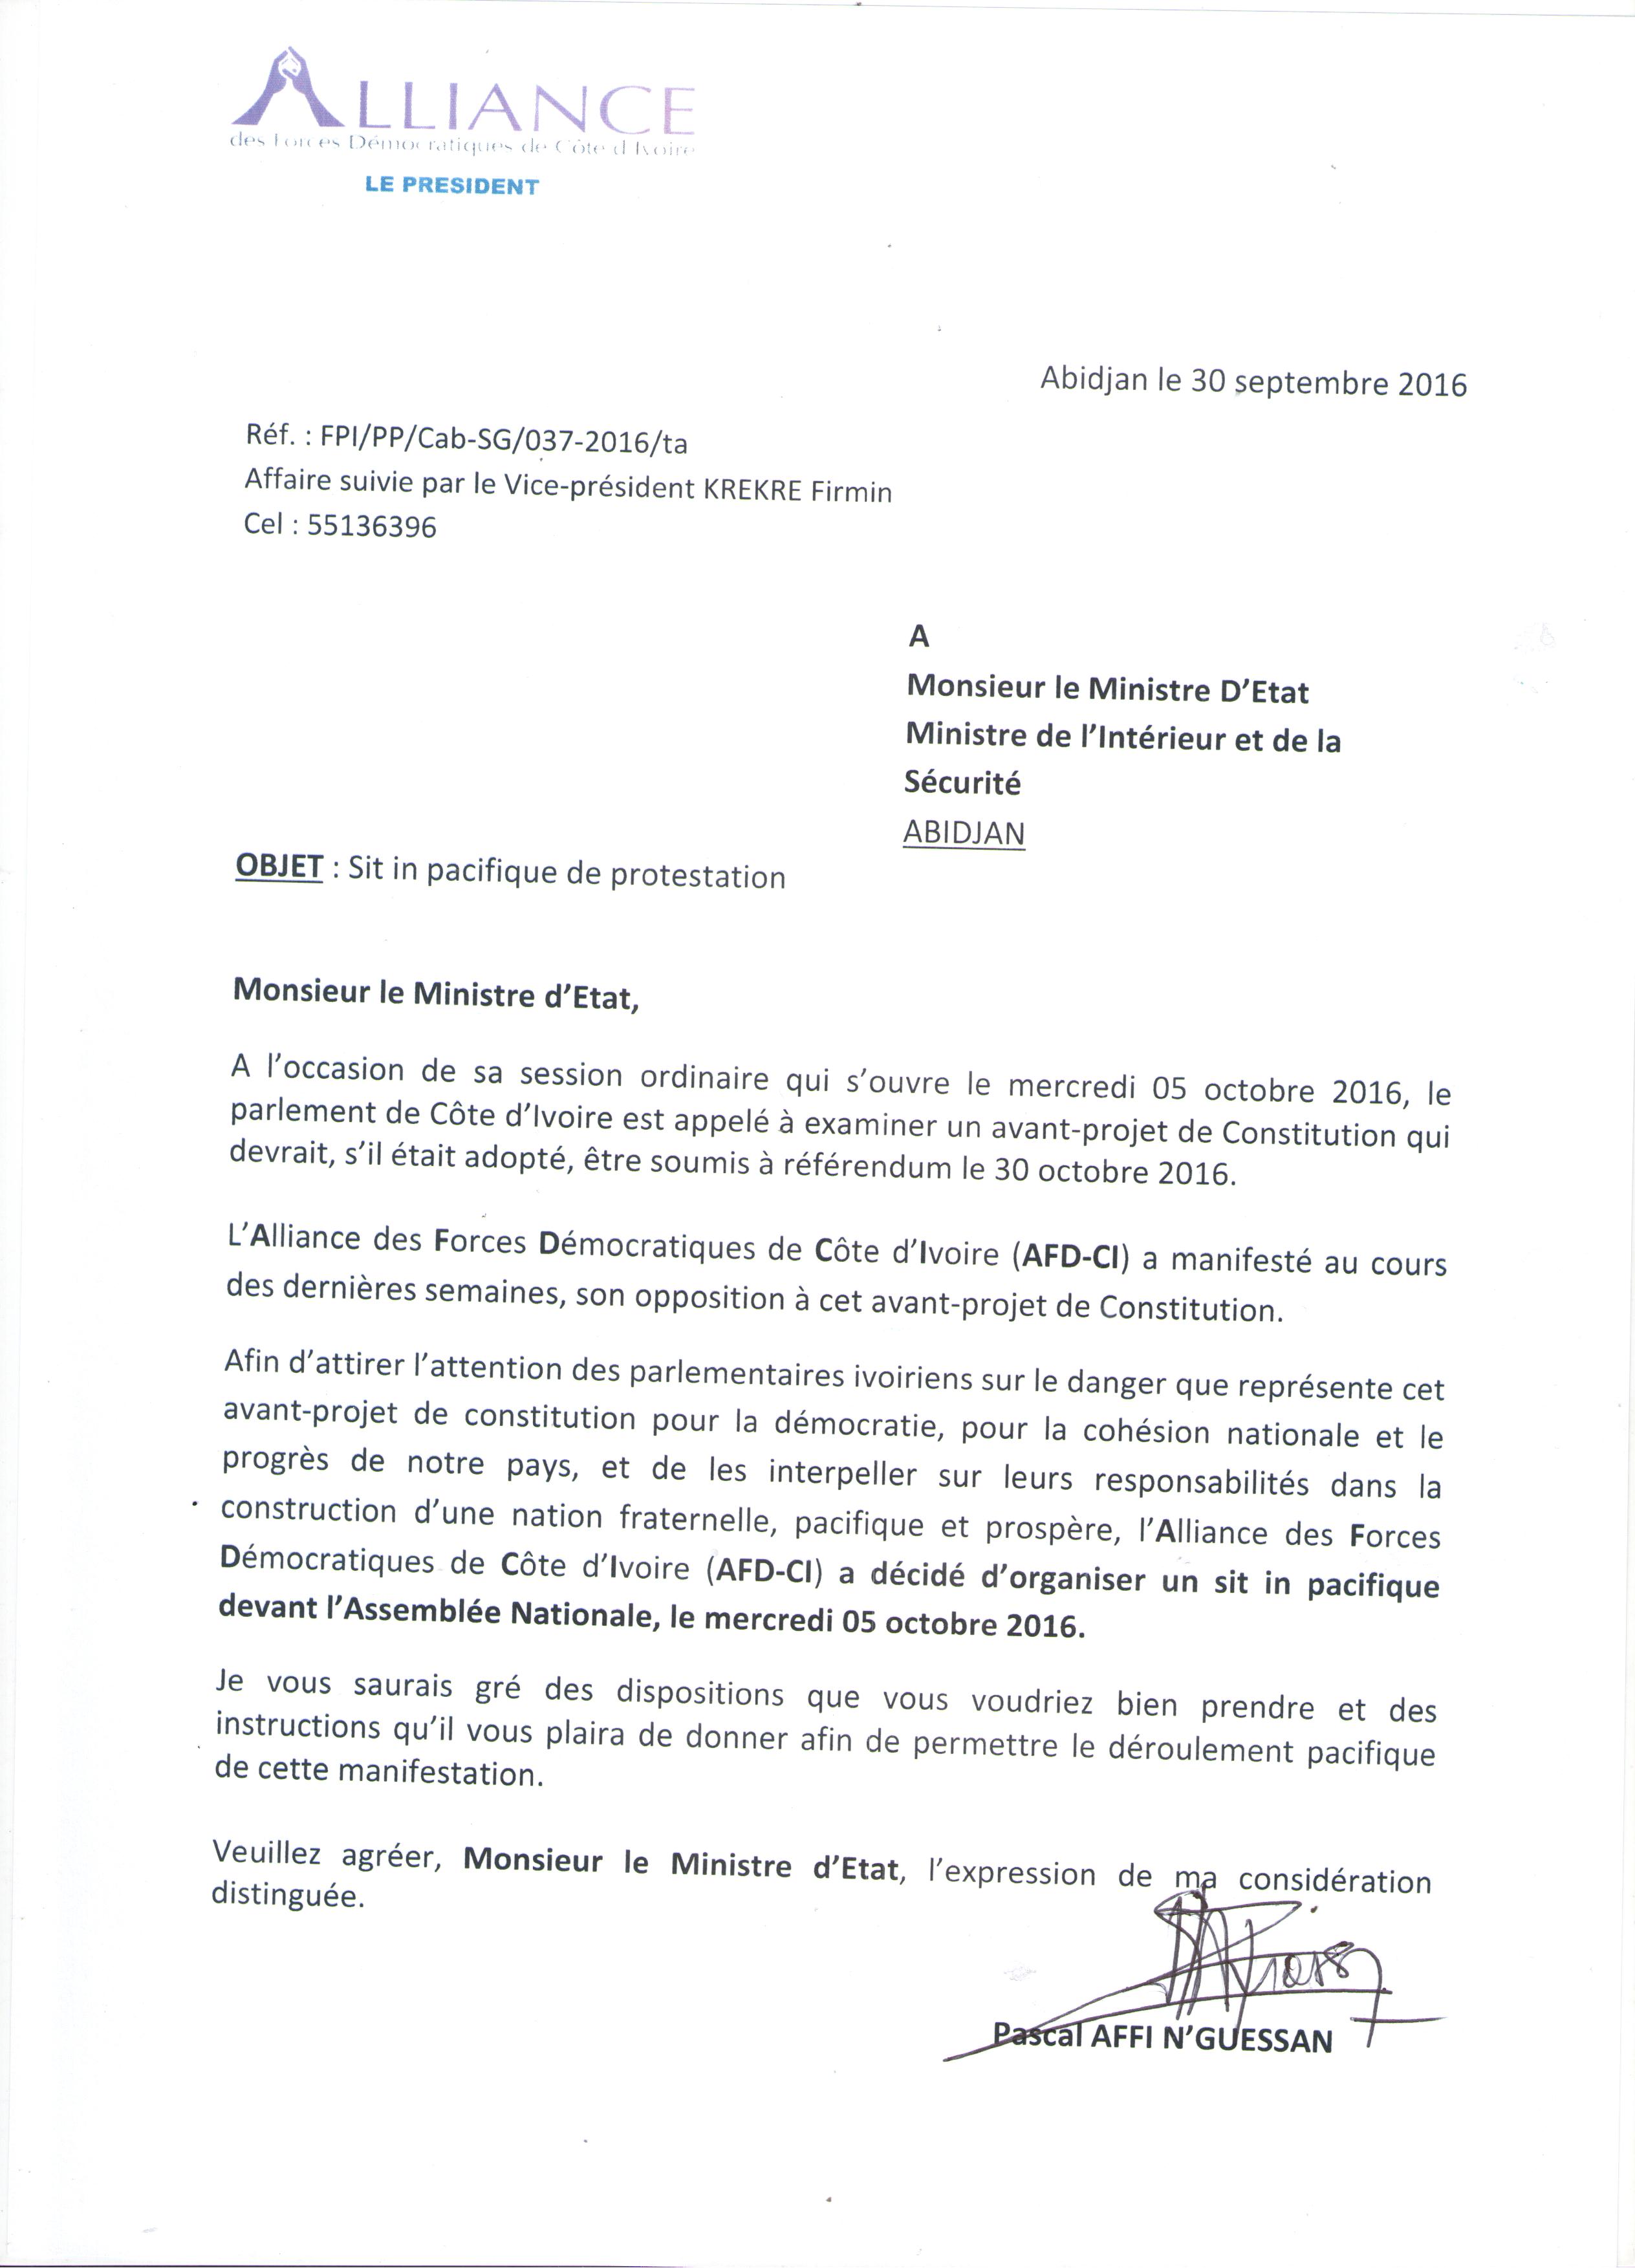 ALLIANCE
des Forces Démocratiques de Côte d'Ivoire
LE PRESIDENT
Abidjan le 30 septembre 2016
Réf. : FPI/PP/Cab-SG/037-2016/ta
Affaire suivie par le Vice-président KREKRE Firmin
Cel : 55136396
A
Monsieur le Ministre D'Etat
Ministre de l'Intérieur et de la
Sécurité
ABIDJAN
OBJET : Sit in pacifique de protestation
Monsieur le Ministre d'Etat,
A l'occasion de sa session ordinaire qui s'ouvre le mercredi 05 octobre 2016, le
parlement de Côte d'Ivoire est appelé à examiner un avant-projet de Constitution qui
devrait, s'il était adopté, être soumis à référendum le 30 octobre 2016.
L'Alliance des Forces Démocratiques de Côte d'Ivoire (AFD-CI) a manifesté au cours
des dernières semaines, son opposition à cet avant-projet de Constitution.
Afin d'attirer l'attention des parlementaires ivoiriens sur le danger que représente cet
avant-projet de constitution pour la démocratie, pour la cohésion nationale et le
progrès de notre pays, et de les interpeller sur leurs responsabilités dans la
construction d'une nation fraternelle, pacifique et prospère, l'Alliance des Forces
Démocratiques de Côte d'Ivoire (AFD-CI) a décidé d'organiser un sit in pacifique
devant l'Assemblée Nationale, le mercredi 05 octobre 2016.
Je vous saurais gré des dispositions que vous voudriez bien prendre et des
instructions qu'il vous plaira de donner afin de permettre le déroulement pacifique
de cette manifestation.
Veuillez agréer, Monsieur le Ministre d'Etat, l'expression de ma considération
distinguée.
Pascal AFFI N'GUESSAN